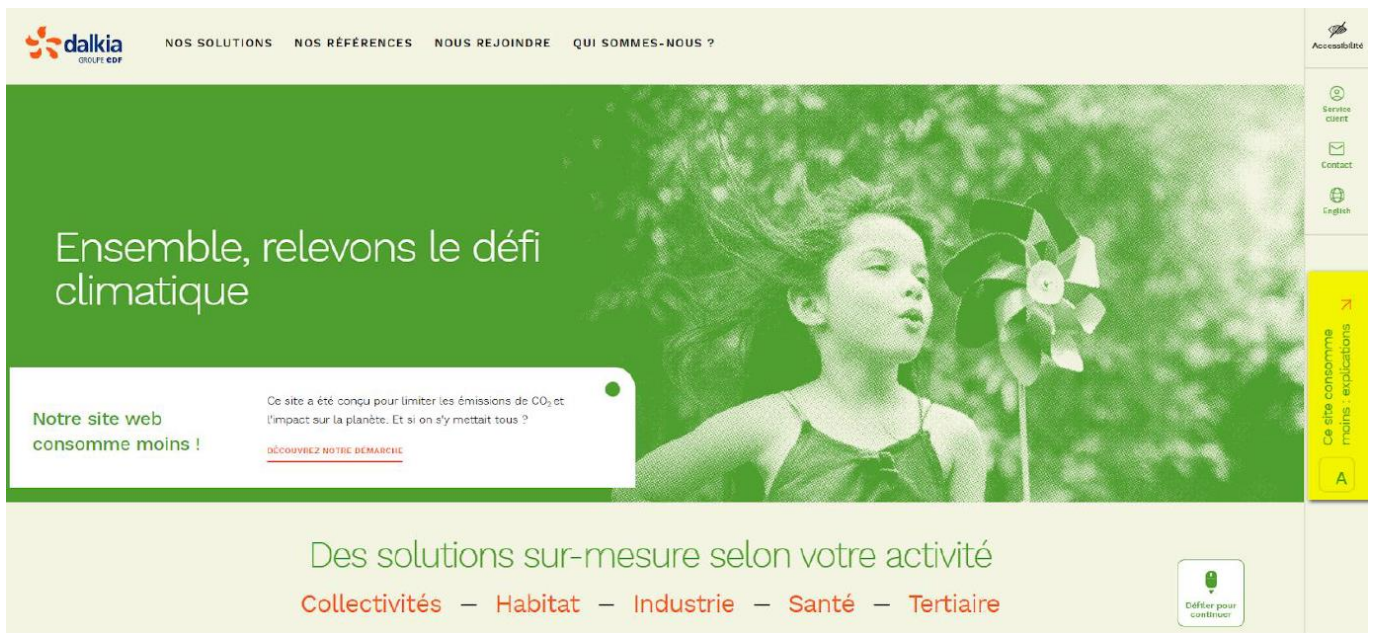 dalkia
GROUPE EDF
NOS SOLUTIONS NOS RÉFÉRENCES NOUS REJOINDRE QUI SOMMES-NOUS ?
Accessibilité
Service
client
Contact
English
Ensemble, relevons le défi
climatique
Ce site consomme
moins : explications
A
Notre site web
consomme moins !
Ce site a été conçu pour limiter les émissions de CO₂ et
l'impact sur la planète. Et si on s'y mettait tous ?
DÉCOUVREZ NOTRE DÉMARCHE
Des solutions sur-mesure selon votre activité
Collectivités – Habitat – Industrie – Santé – Tertiaire
Défiler pour
continuer